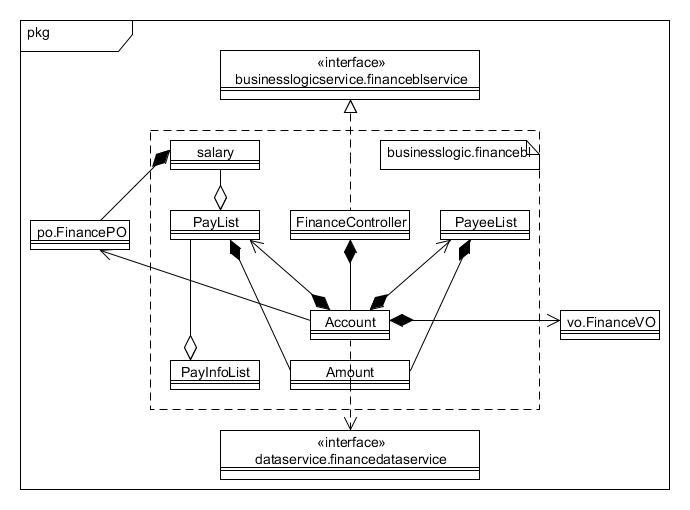 pkg
«interface»
businesslogicservice.financeblservice
salary
businesslogic.financebl
PayList
FinanceController
PayeeList
po.FinancePO
Account
vo.FinanceVO
PayInfoList
Amount
«interface»
dataservice.financedataservice